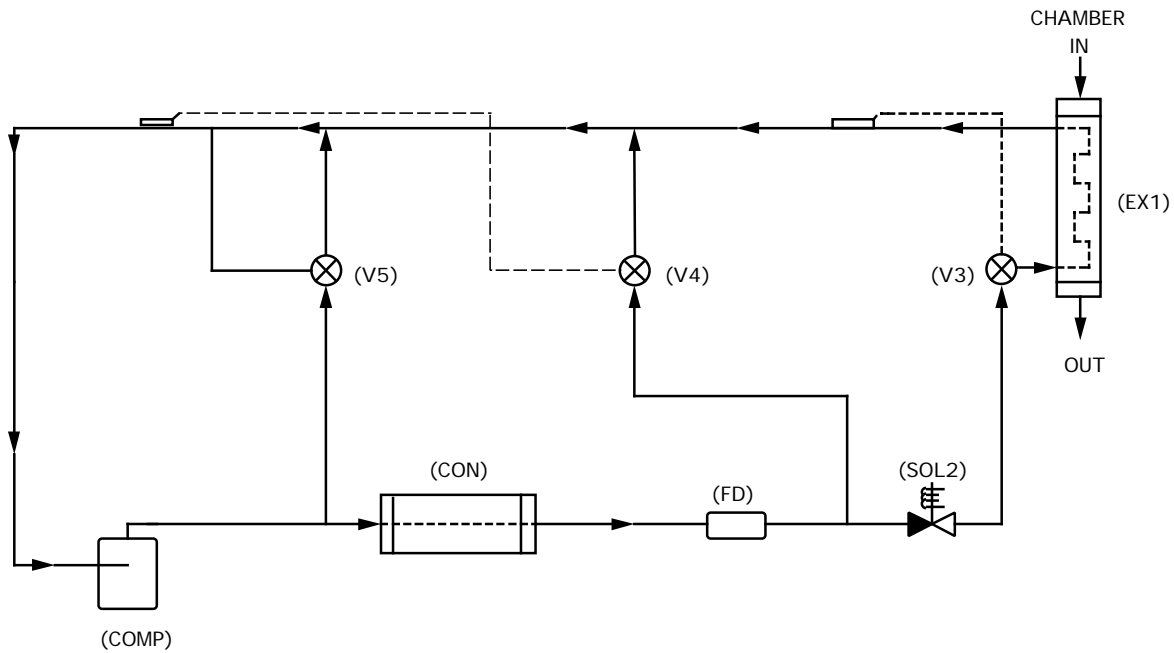 CHAMBER
IN
(EX1)
(V5)
(V4)
(V3)
OUT
(CON)
(SOL2)
(FD)
(COMP)